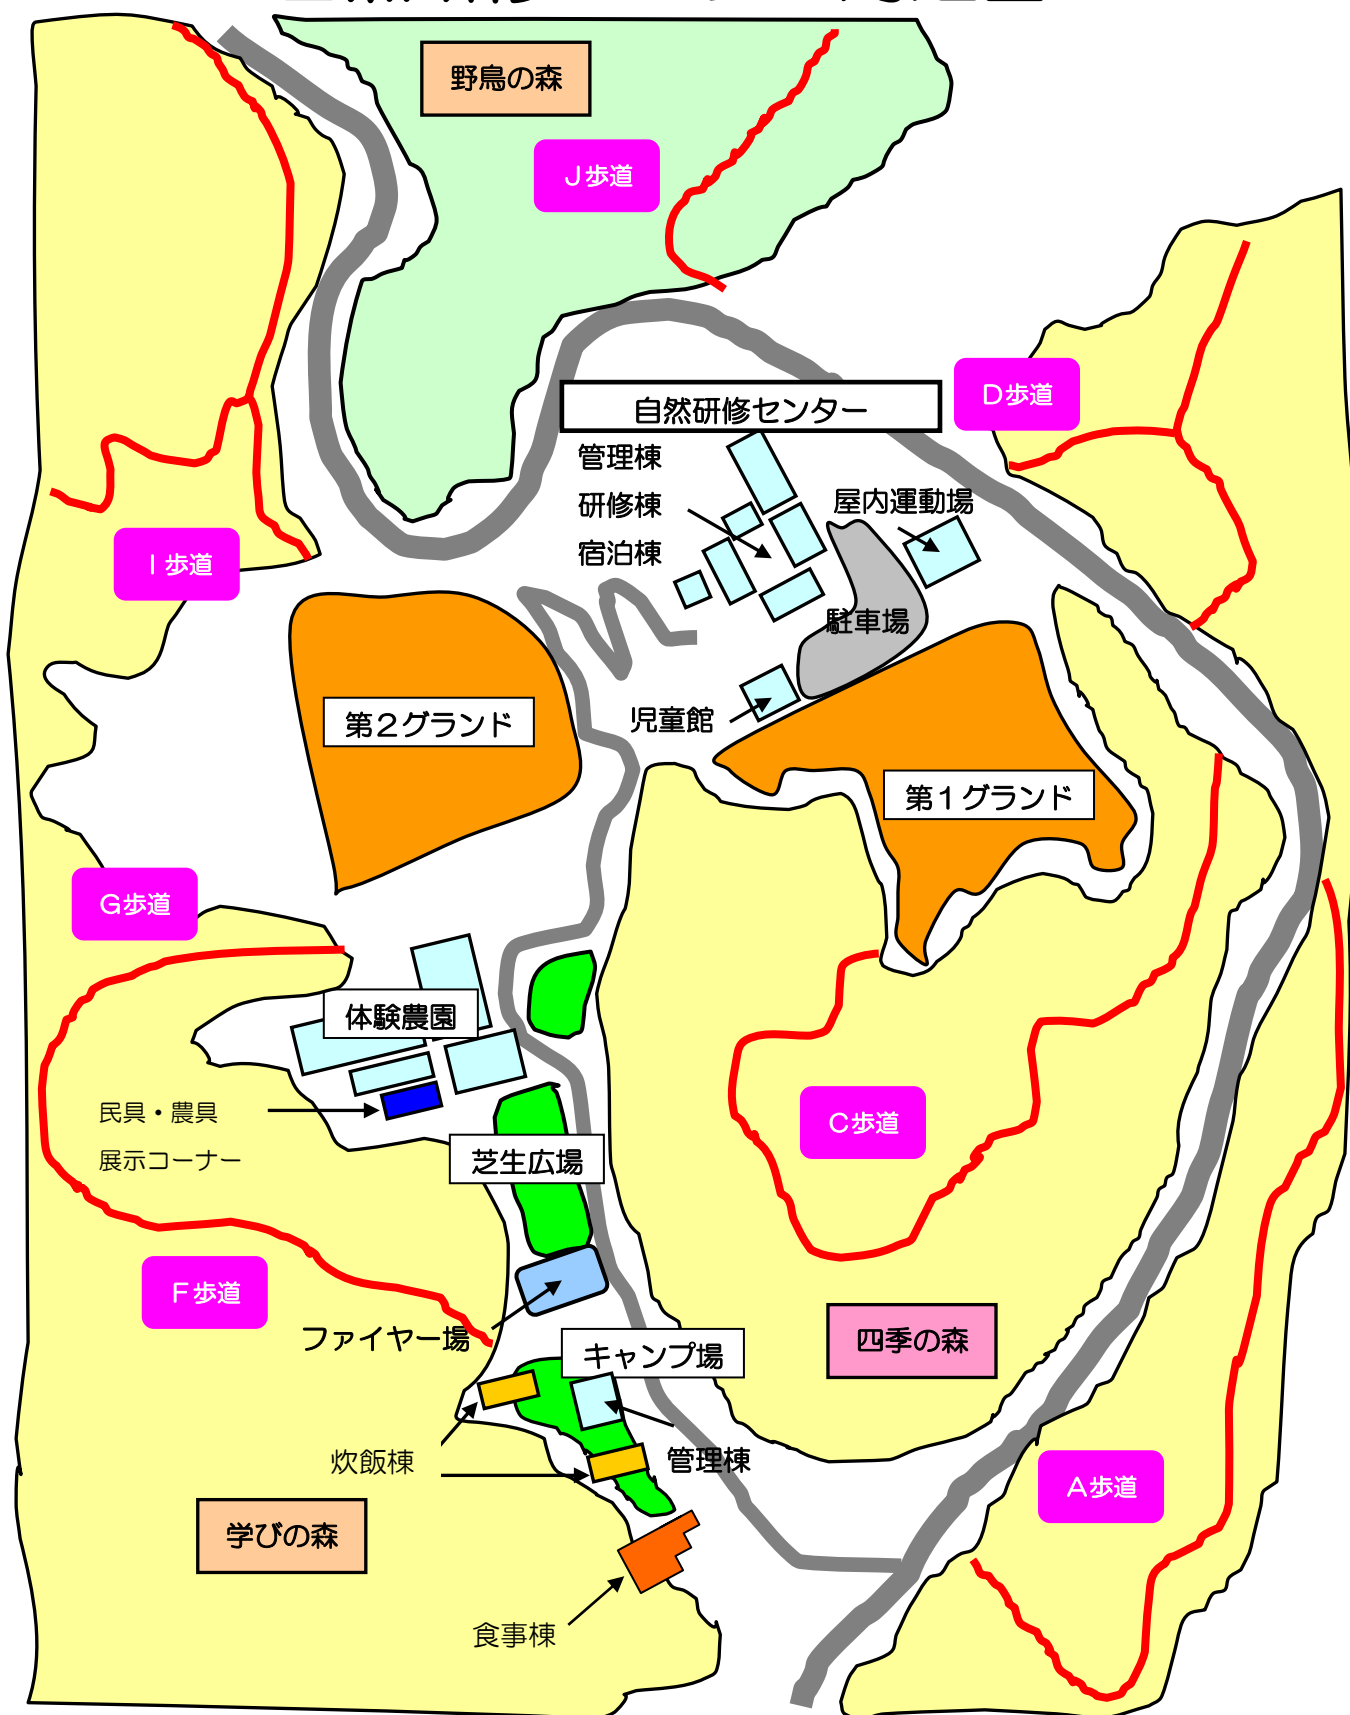 野鳥の森
J歩道
D歩道
自然研修センター
管理棟
研修棟
宿泊棟
屋内運動場
I歩道
駐車場
児童館
第2グランド
第1グランド
G歩道
体験農園
民具・農具
展示コーナー
芝生広場
C歩道
F歩道
ファイヤー場
キャンプ場
四季の森
炊飯棟
管理棟
A歩道
学びの森
食事棟